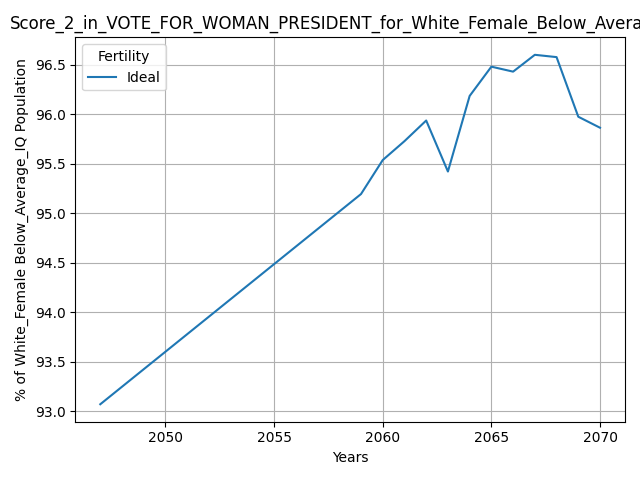 Score_2_in_VOTE_FOR_WOMAN_PRESIDENT_for_White_Female_Below_Avera
Fertility
Ideal
% of White_Female Below_Average_IQ Population
96.5
96.0
95.5
95.0
94.5
94.0
93.5
93.0
2050 2055 2060 2065 2070
Years